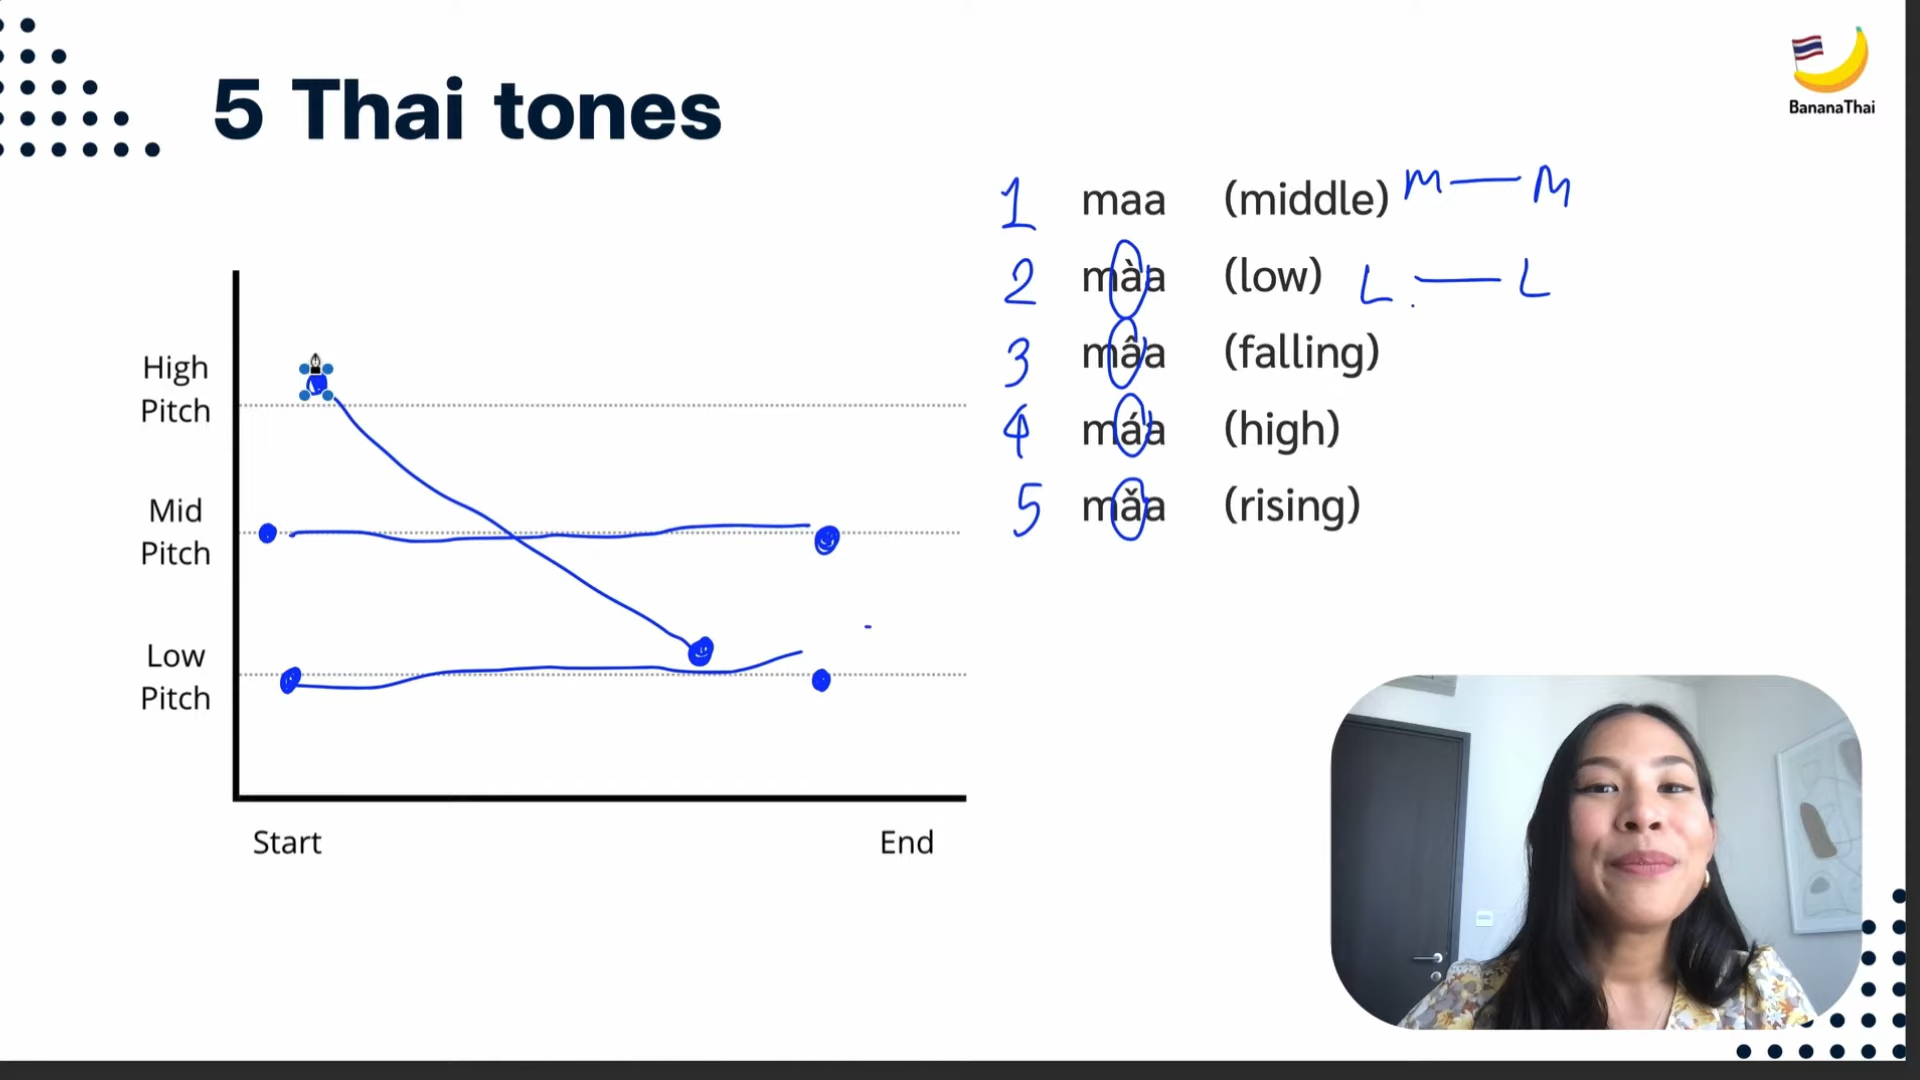 BananaThai
5 Thai tones
1 maa (middle) M — M
2 màa (low) L — L
3 mâa (falling)
4 máa (high)
5 mǎa (rising)
High
Pitch
Mid
Pitch
Low
Pitch
Start End